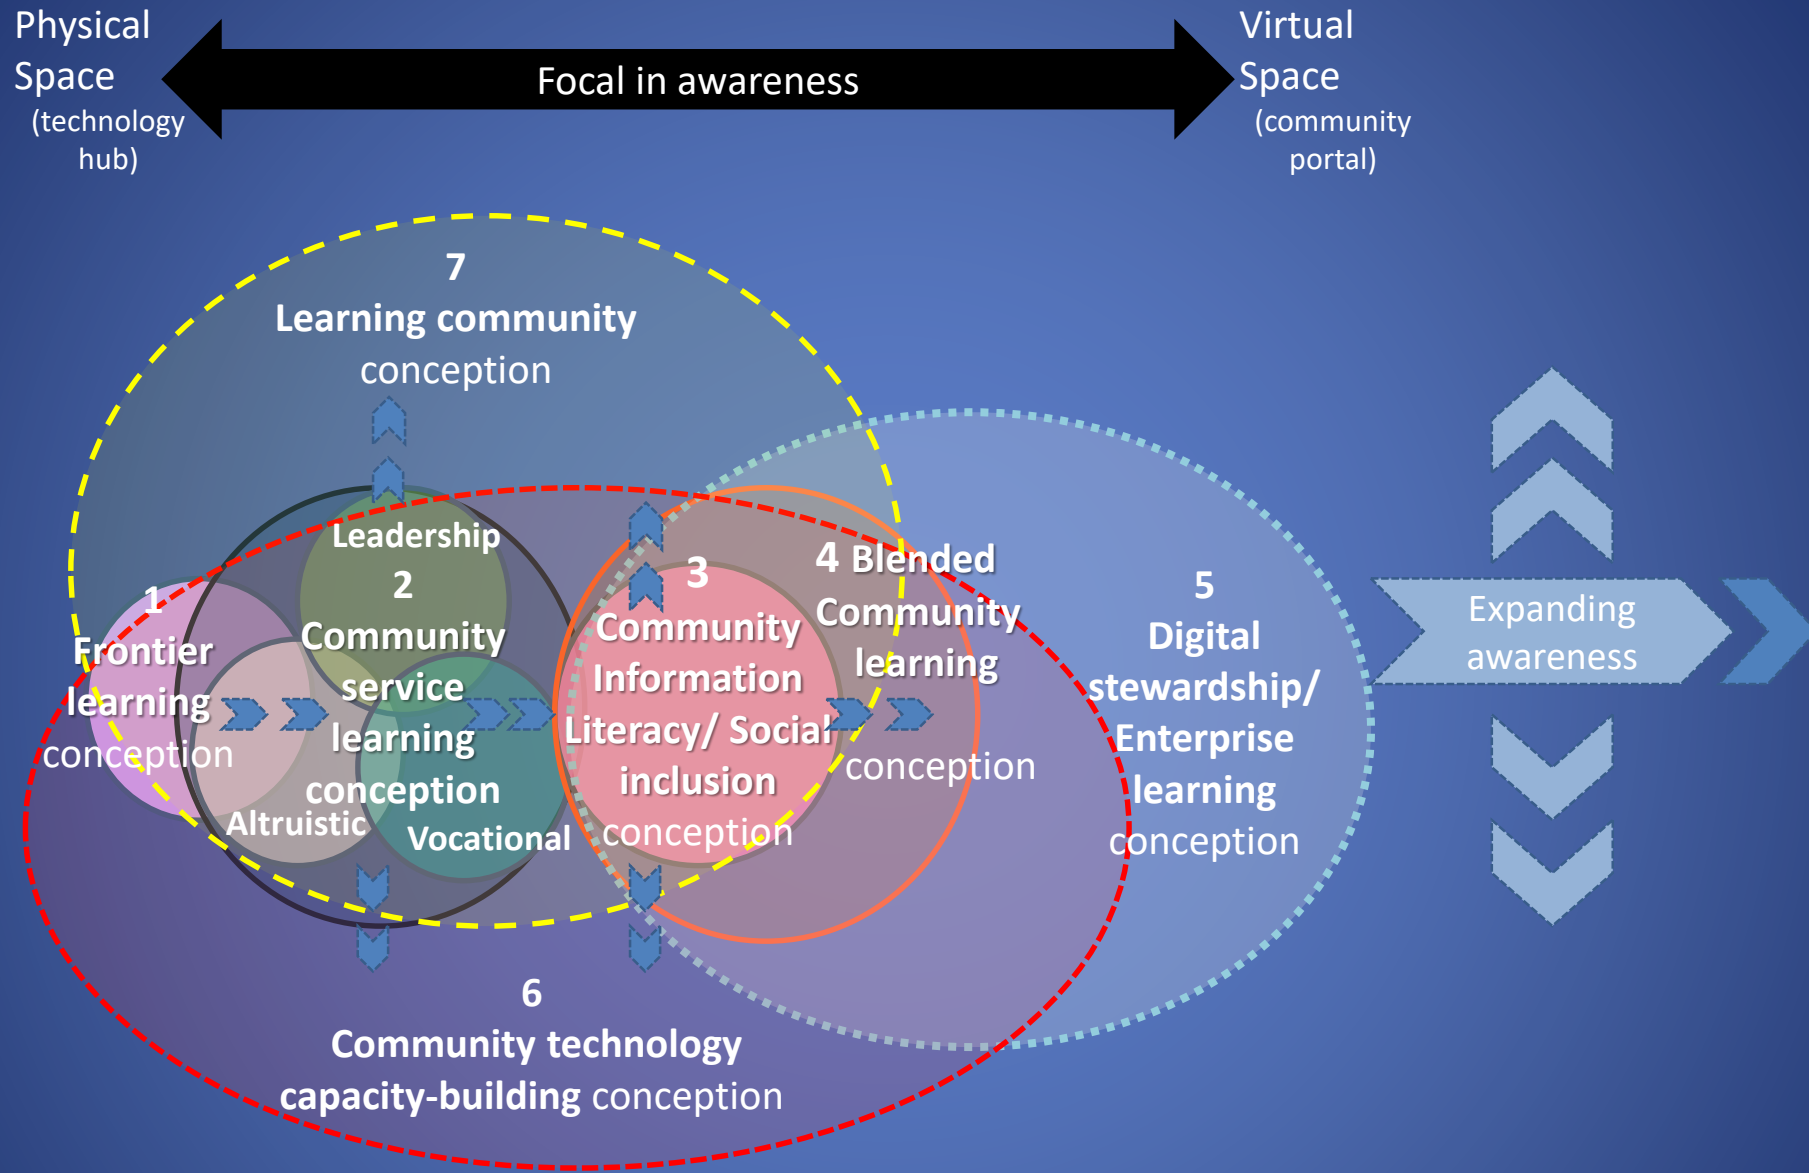 Physical
Space
(technology
hub)
Focal in awareness
Virtual
Space
(community
portal)
7
Learning community
conception
1
Frontier
learning
conception
Leadership
2
Community
service
learning
conception
Altruistic
Vocational
3
Community
Information
Literacy/ Social
inclusion
conception
4 Blended
Community
learning
conception
5
Digital
stewardship/
Enterprise
learning
conception
Expanding
awareness
6
Community technology
capacity-building conception